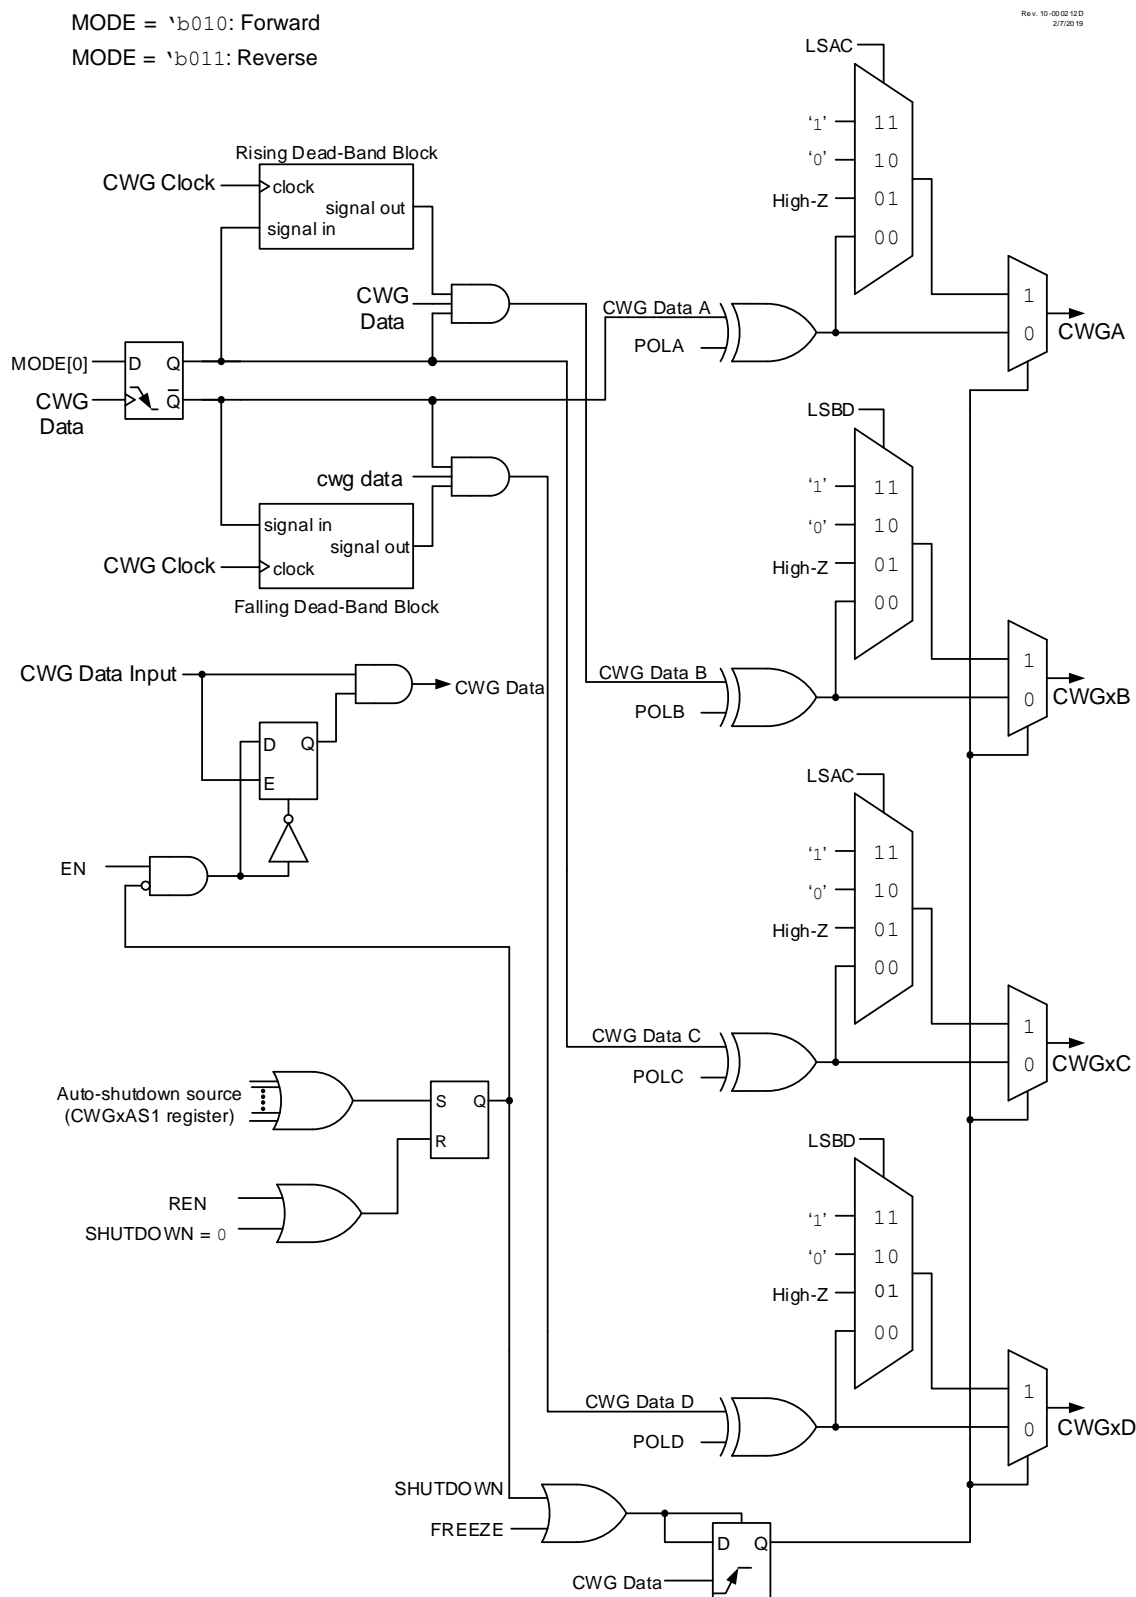 MODE = ‘b010: Forward
MODE = ‘b011: Reverse
Rev. 10-000212D
2/7/2019
LSAC
‘1’
11
‘0’
10
High-Z
01
00
Rising Dead-Band Block
CWG Clock
clock
signal out
signal in
CWG
Data
CWG Data A
POLA
1
0
CWGA
MODE[0]
D
Q
CWG
Data
Q
LSBD
‘1’
11
‘0’
10
High-Z
01
00
cwg data
signal in
signal out
CWG Clock
clock
Falling Dead-Band Block
CWG Data Input
CWG Data
CWG Data B
POLB
1
0
CWGxB
D
Q
E
EN
LSAC
‘1’
11
‘0’
10
High-Z
01
00
CWG Data C
POLC
1
0
CWGxC
Auto-shutdown source
(CWGxAS1 register)
S
Q
R
REN
SHUTDOWN = 0
LSBD
‘1’
11
‘0’
10
High-Z
01
00
CWG Data D
POLD
1
0
CWGxD
SHUTDOWN
FREEZE
D
Q
CWG Data